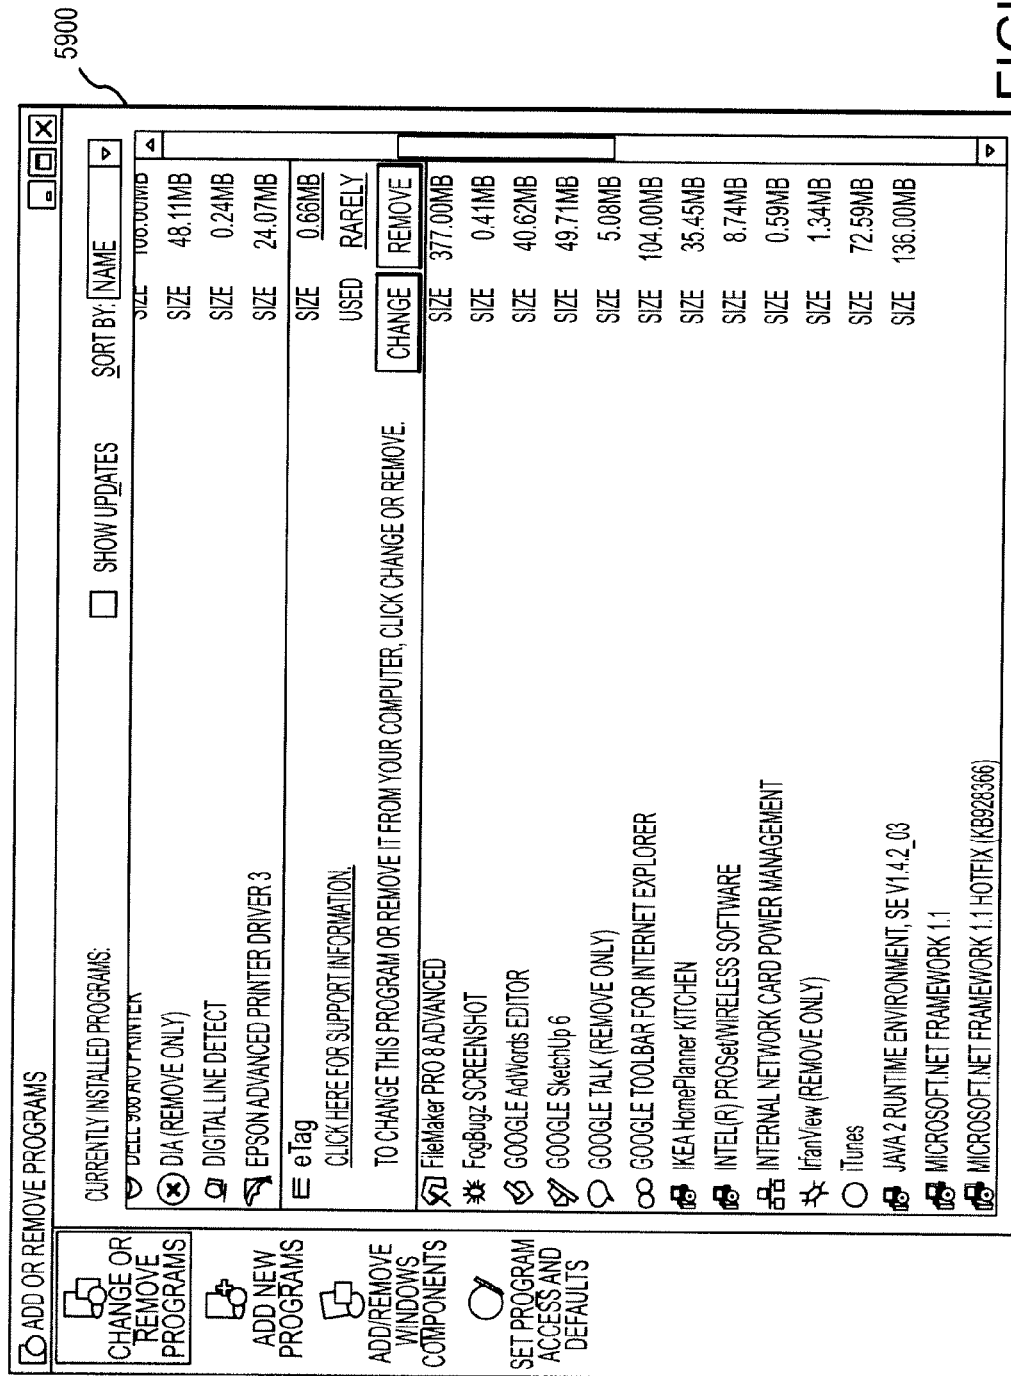 5900
ADD OR REMOVE PROGRAMS
CHANGE OR
REMOVE
PROGRAMS
ADD NEW
PROGRAMS
ADD/REMOVE
WINDOWS
COMPONENTS
SET PROGRAM
ACCESS AND
DEFAULTS
CURRENTLY INSTALLED PROGRAMS: SHOW UPDATES SORT BY: NAME
DELL AIO PRINTER SIZE
DIA (REMOVE ONLY) SIZE 48.11MB
DIGITAL LINE DETECT SIZE 0.24MB
EPSON ADVANCED PRINTER DRIVER 3 SIZE 24.07MB
eTag SIZE 0.66MB
CLICK HERE FOR SUPPORT INFORMATION. USED RARELY
TO CHANGE THIS PROGRAM OR REMOVE IT FROM YOUR COMPUTER, CLICK CHANGE OR REMOVE. CHANGE REMOVE
FileMaker PRO 8 ADVANCED SIZE 377.00MB
FogBugz SCREENSHOT SIZE 0.41MB
GOOGLE AdWords EDITOR SIZE 40.62MB
GOOGLE SketchUp 6 SIZE 49.71MB
GOOGLE TALK (REMOVE ONLY) SIZE 5.08MB
GOOGLE TOOLBAR FOR INTERNET EXPLORER SIZE 104.00MB
IKEA HomePlanner KITCHEN SIZE 35.45MB
INTEL(R) PROSet/WIRELESS SOFTWARE SIZE 8.74MB
INTERNAL NETWORK CARD POWER MANAGEMENT SIZE 0.59MB
IrfanView (REMOVE ONLY) SIZE 1.34MB
iTunes SIZE 72.59MB
JAVA 2 RUNTIME ENVIRONMENT, SE V1.4.2_03 SIZE 136.00MB
MICROSOFT.NET FRAMEWORK 1.1
MICROSOFT.NET FRAMEWORK 1.1 HOTFIX (KB928366)